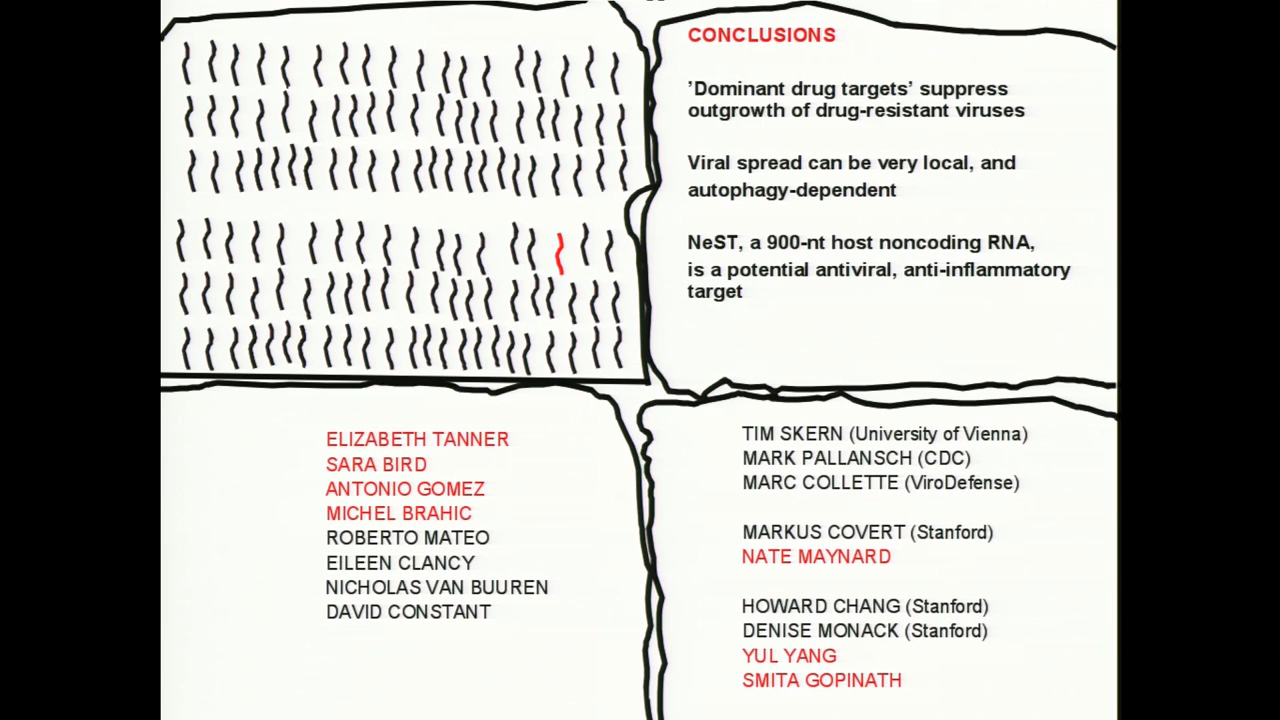 CONCLUSIONS
’Dominant drug targets’ suppress
outgrowth of drug-resistant viruses
Viral spread can be very local, and
autophagy-dependent
NeST, a 900-nt host noncoding RNA,
is a potential antiviral, anti-inflammatory
target
ELIZABETH TANNER
SARA BIRD
ANTONIO GOMEZ
MICHEL BRAHIC
ROBERTO MATEO
EILEEN CLANCY
NICHOLAS VAN BUUREN
DAVID CONSTANT
TIM SKERN (University of Vienna)
MARK PALLANSCH (CDC)
MARC COLLETTE (ViroDefense)
MARKUS COVERT (Stanford)
NATE MAYNARD
HOWARD CHANG (Stanford)
DENISE MONACK (Stanford)
YUL YANG
SMITA GOPINATH